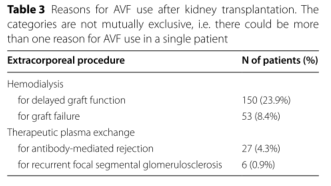 Table 3 Reasons for AVF use after kidney transplantation. The
categories are not mutually exclusive, i.e. there could be more
than one reason for AVF use in a single patient
Extracorporeal procedure N of patients (%)
Hemodialysis
for delayed graft function 150 (23.9%)
for graft failure 53 (8.4%)
Therapeutic plasma exchange
for antibody-mediated rejection 27 (4.3%)
for recurrent focal segmental glomerulosclerosis 6 (0.9%)